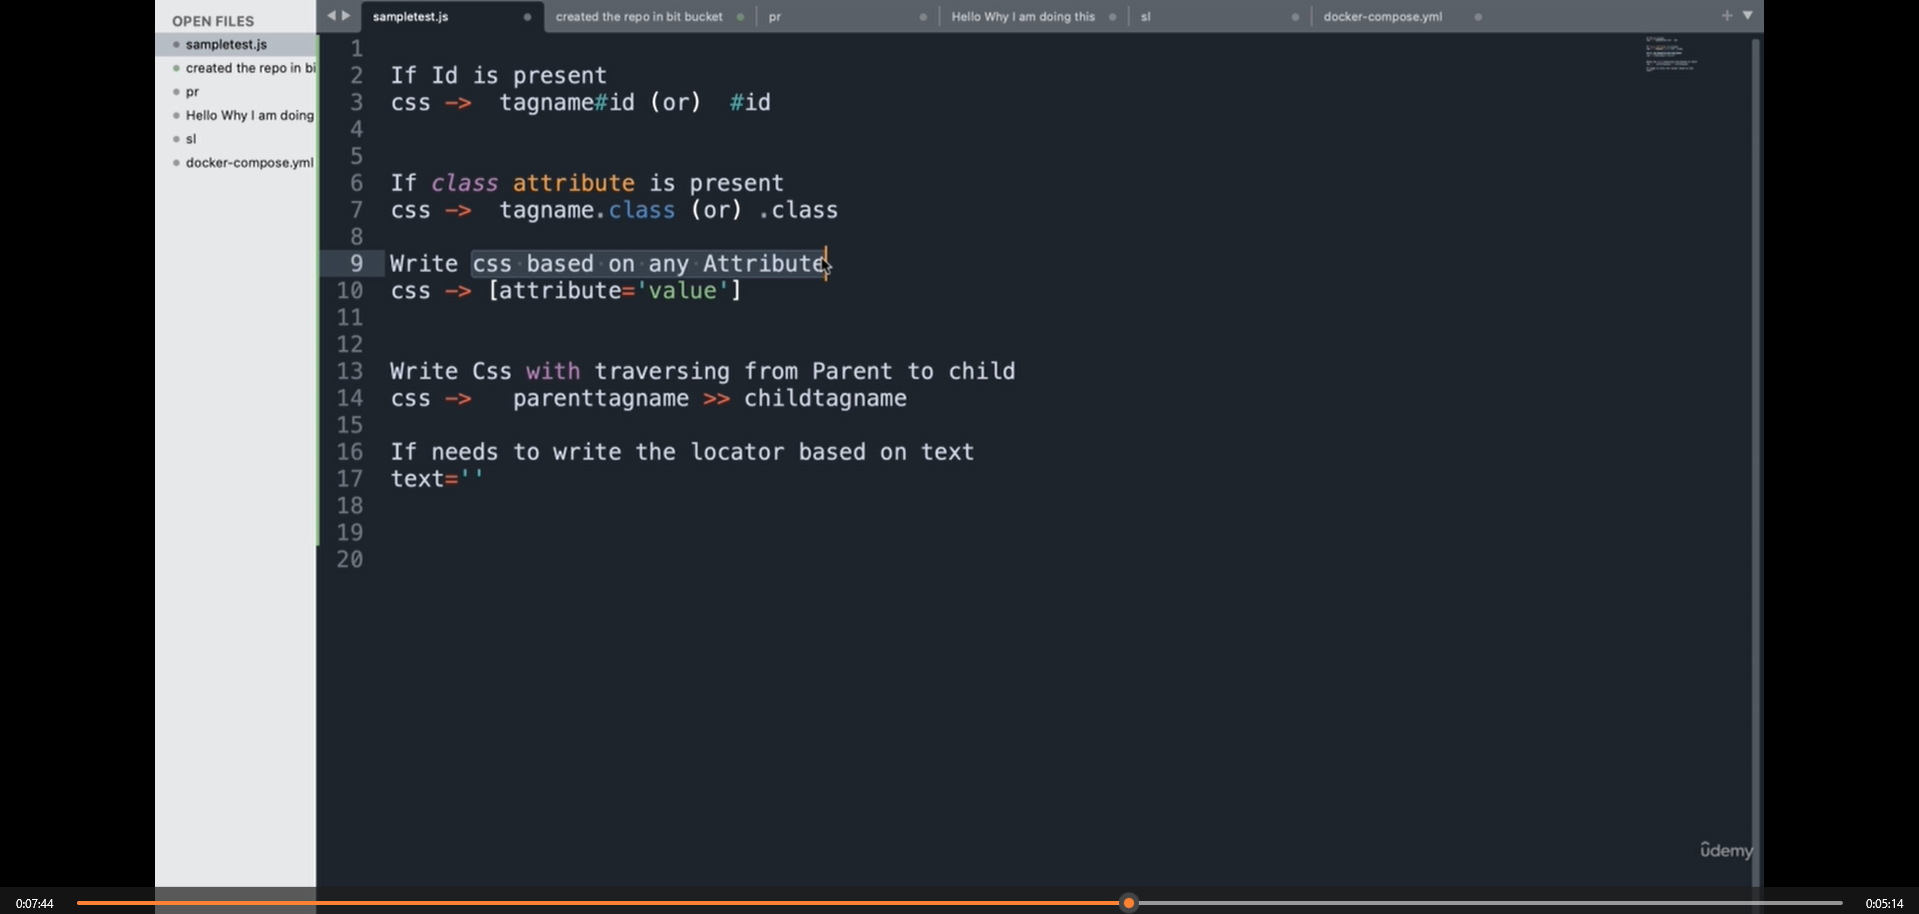 OPEN FILES
sampletest.js
created the repo in bi
pr
Hello Why I am doing
sl
docker-compose.yml
sampletest.js
created the repo in bit bucket
pr
Hello Why I am doing this
sl
docker-compose.yml
1
2 If Id is present
3 css -> tagname#id (or) #id
4
5
6 If class attribute is present
7 css -> tagname.class (or) .class
8
9 Write css based on any Attribute
10 css -> [attribute='value']
11
12
13 Write Css with traversing from Parent to child
14 css -> parenttagname >> childtagname
15
16 If needs to write the locator based on text
17 text=''
18
19
20
ûdemy
0:07:44
0:05:14